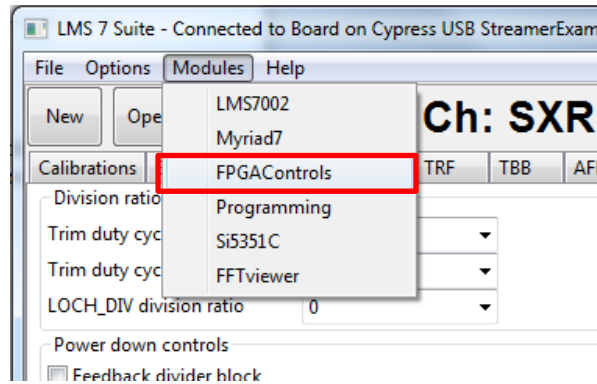 LMS 7 Suite - Connected to Board on Cypress USB StreamerExam
File Options Modules Help
New Ope Ch: SXR
LMS7002
Myriad7
Calibrations FPGAControls TRF TBB AF
Division ratio Programming
Trim duty cyc Si5351C
Trim duty cyc FFTviewer
LOCH_DIV division ratio 0
Power down controls
Feedback divider block